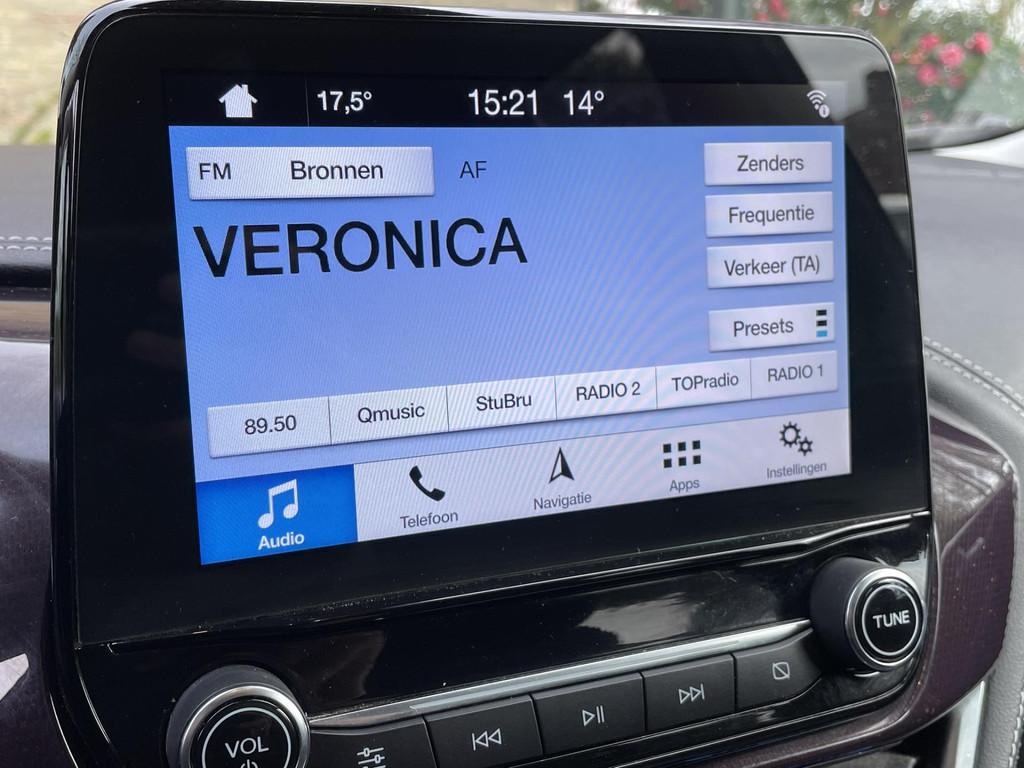 17,5° 15:21 14°
FM Bronnen AF Zenders
Frequentie
VERONICA
Verkeer (TA)
Presets
89.50 Qmusic StuBru RADIO 2 TOPradio RADIO 1
Audio Telefoon Navigatie Apps Instellingen
TUNE
VOL